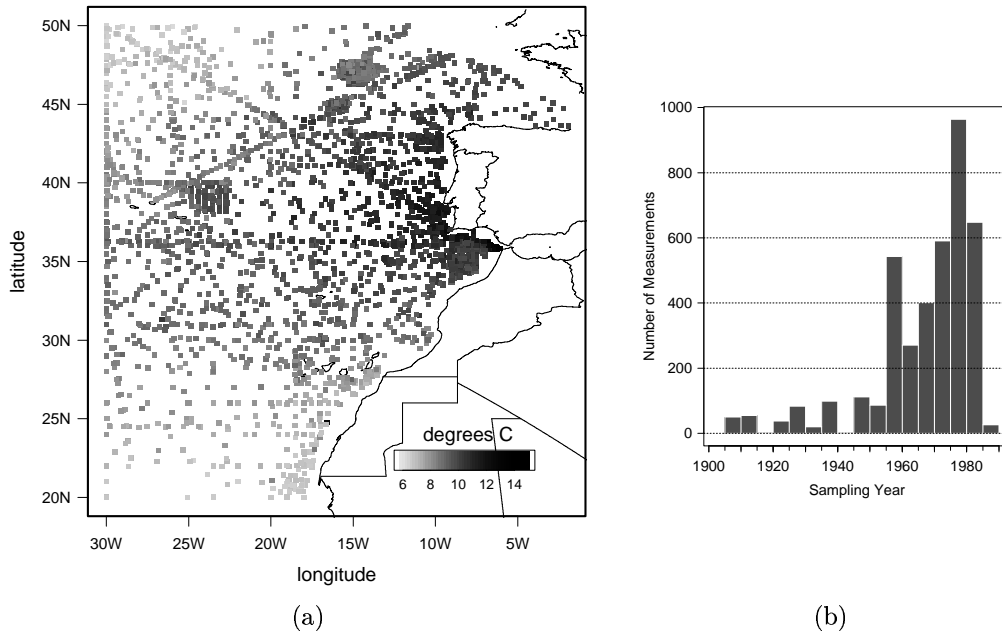 50N
45N
40N
35N
30N
25N
20N
latitude
30W 25W 20W 15W 10W 5W
longitude
degrees C
6 8 10 12 14
(a)
1000
800
600
400
200
0
Number of Measurements
1900 1920 1940 1960 1980
Sampling Year
(b)